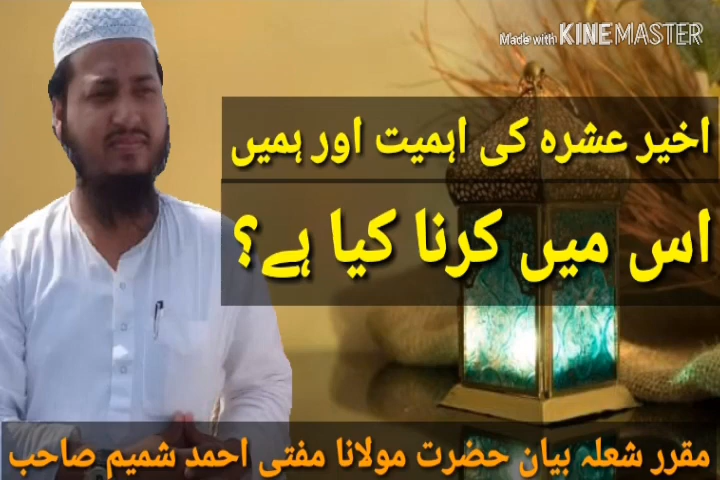 Made with KINEMASTER
اخیر عشرہ کی اہمیت اور ہمیں
اس میں کرنا کیا ہے؟
مقرر شعلہ بیان حضرت مولانا مفتی احمد شمیم صاحب